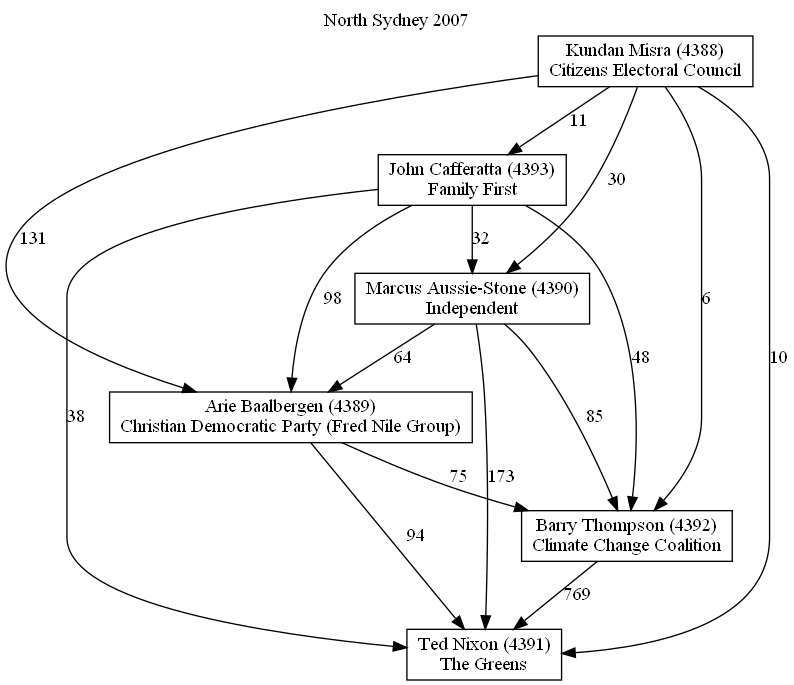 North Sydney 2007
Kundan Misra (4388)
Citizens Electoral Council
11
John Cafferatta (4393)
Family First
30
131
32
98
Marcus Aussie-Stone (4390)
Independent
6
10
64
48
38
Arie Baalbergen (4389)
Christian Democratic Party (Fred Nile Group)
85
75
173
94
Barry Thompson (4392)
Climate Change Coalition
769
Ted Nixon (4391)
The Greens